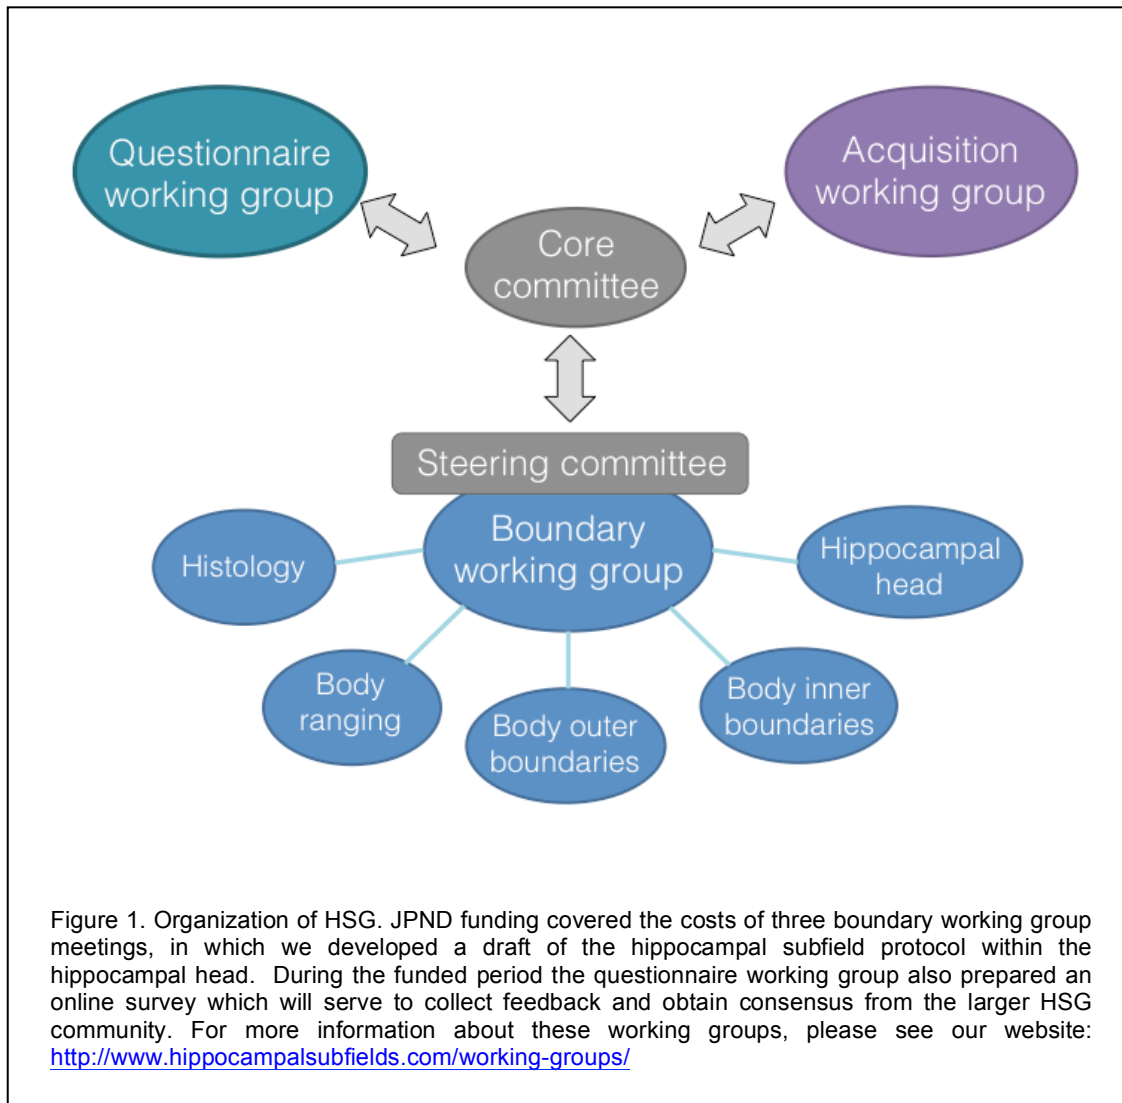 Questionnaire
working group
Acquisition
working group
Core
committee
Steering committee
Boundary
working group
Histology
Hippocampal
head
Body
ranging
Body outer
boundaries
Body inner
boundaries
Figure 1. Organization of HSG. JPND funding covered the costs of three boundary working group
meetings, in which we developed a draft of the hippocampal subfield protocol within the
hippocampal head. During the funded period the questionnaire working group also prepared an
online survey which will serve to collect feedback and obtain consensus from the larger HSG
community. For more information about these working groups, please see our website:
http://www.hippocampalsubfields.com/working-groups/